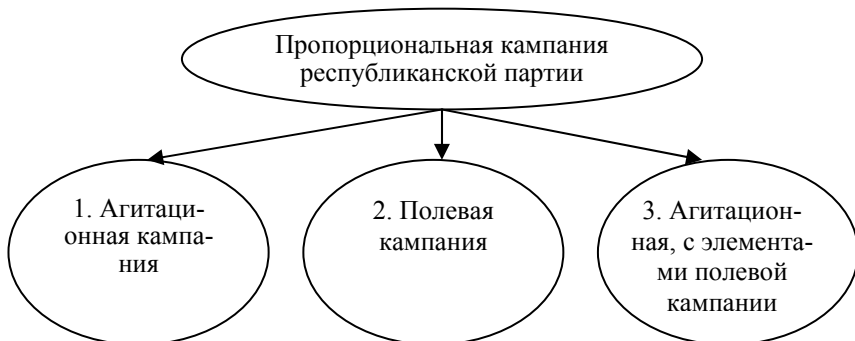 Пропорциональная кампания
республиканской партии
1. Агитаци-
онная кампа-
ния
2. Полевая
кампания
3. Агитацион-
ная, с элемента-
ми полевой
кампании